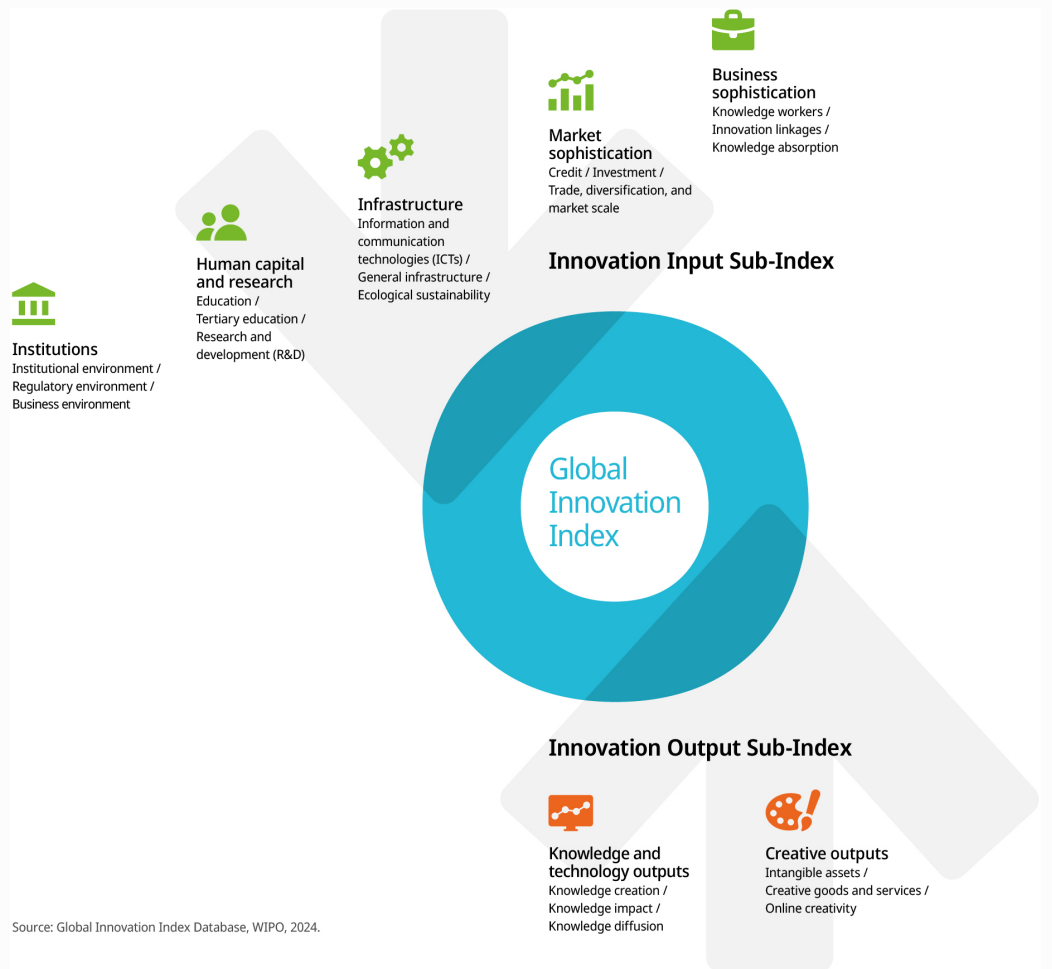 Business
sophistication
Knowledge workers /
Innovation linkages /
Knowledge absorption
Market
sophistication
Credit / Investment /
Trade, diversification, and
market scale
Infrastructure
Information and
communication
technologies (ICTs) /
General infrastructure /
Ecological sustainability
Human capital
and research
Education /
Tertiary education /
Research and
development (R&D)
Institutions
Institutional environment /
Regulatory environment /
Business environment
Innovation Input Sub-Index
Global
Innovation
Index
Innovation Output Sub-Index
Knowledge and
technology outputs
Knowledge creation /
Knowledge impact /
Knowledge diffusion
Creative outputs
Intangible assets /
Creative goods and services /
Online creativity
Source: Global Innovation Index Database, WIPO, 2024.